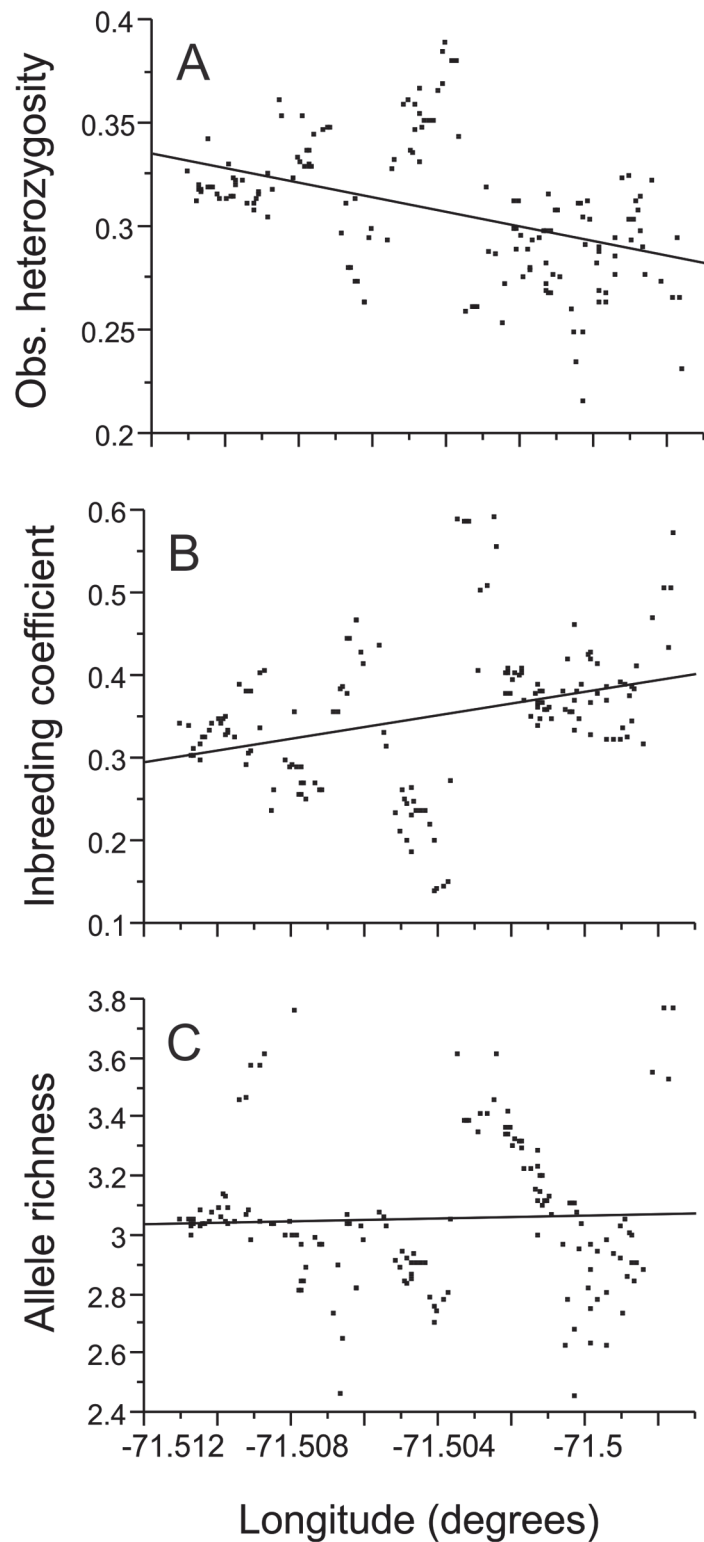 A
Obs. heterozygosity
0.4
0.35
0.3
0.25
0.2
B
Inbreeding coefficient
0.6
0.5
0.4
0.3
0.2
0.1
C
Allele richness
3.8
3.6
3.4
3.2
3
2.8
2.6
2.4
-71.512 -71.508 -71.504 -71.5
Longitude (degrees)